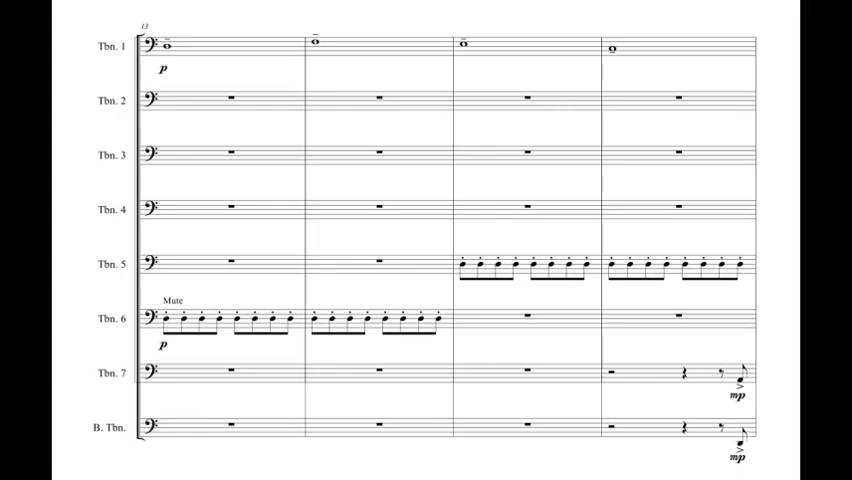 13
Tbn. 1
p
Tbn. 2
Tbn. 3
Tbn. 4
Tbn. 5
Mute
Tbn. 6
p
Tbn. 7
mp
B. Tbn.
mp